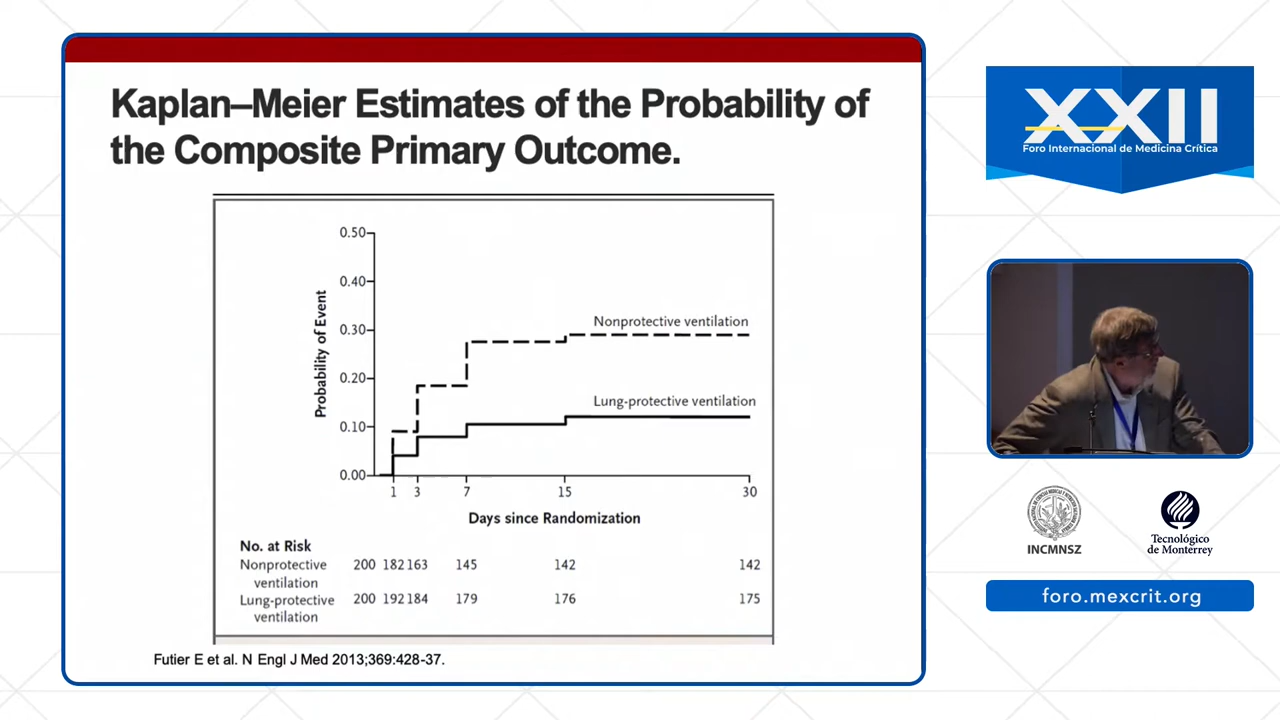 Kaplan–Meier Estimates of the Probability of
the Composite Primary Outcome.
0.50
0.40
0.30
0.20
0.10
0.00
Probability of Event
Nonprotective ventilation
Lung-protective ventilation
1 3 7 15 30
Days since Randomization
No. at Risk
Nonprotective 200 182 163 145 142 142
ventilation
Lung-protective 200 192 184 179 176 175
ventilation
Futier E et al. N Engl J Med 2013;369:428-37.
XXII
Foro Internacional de Medicina Crítica
INCMNSZ
Tecnológico
de Monterrey
foro.mexcrit.org